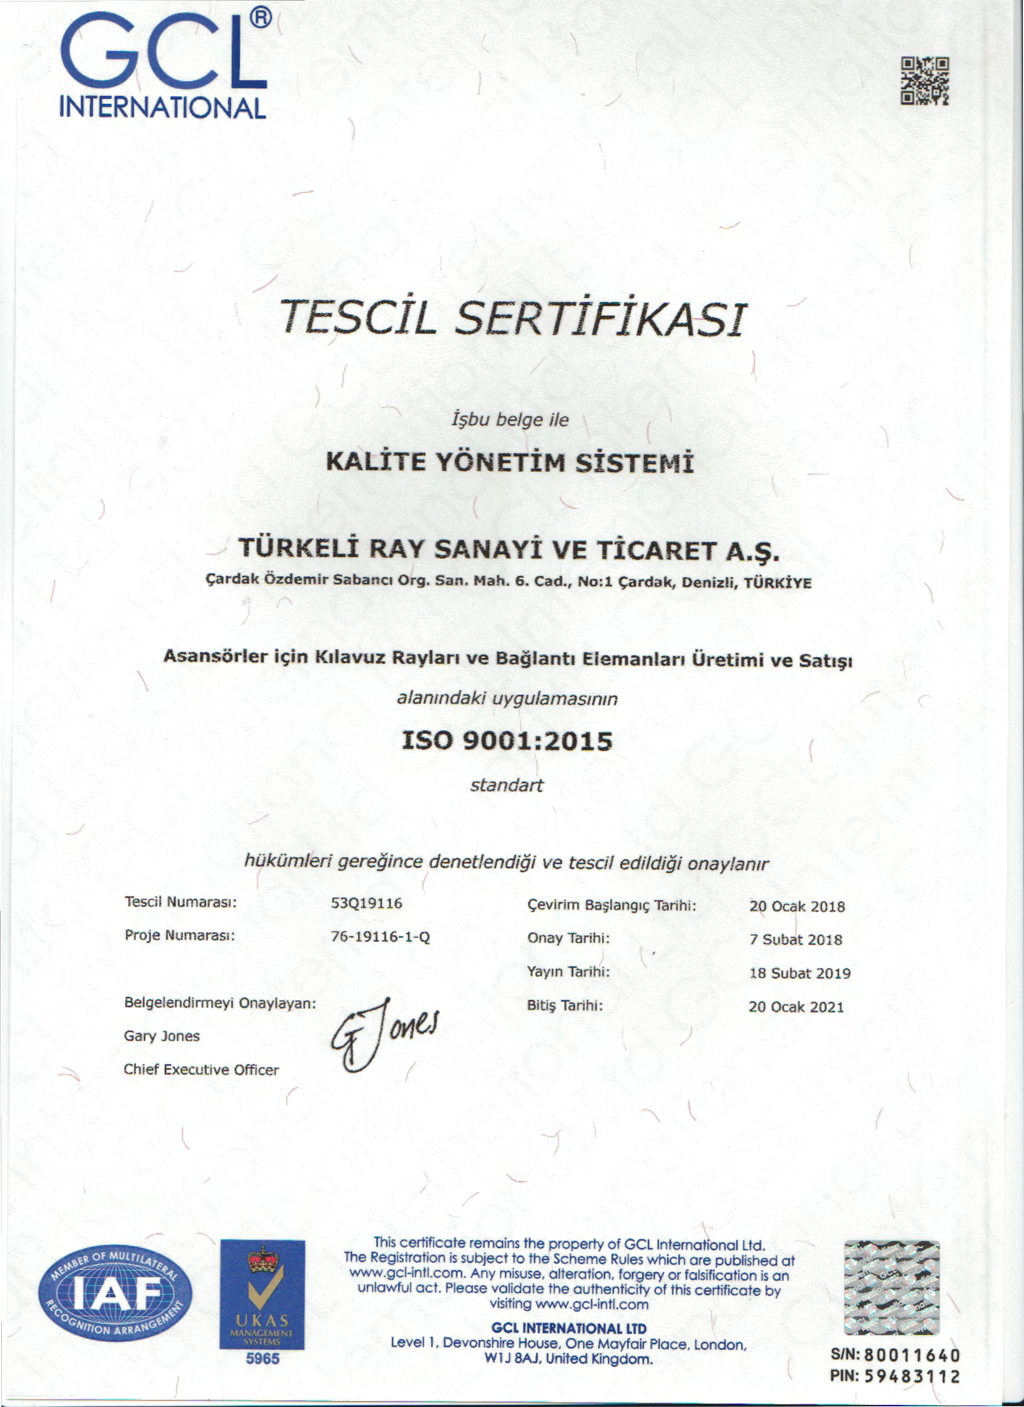 GCL®
INTERNATIONAL
TESCİL SERTİFİKASI
İşbu belge ile
KALİTE YÖNETİM SİSTEMİ
TÜRKELİ RAY SANAYİ VE TİCARET A.Ş.
Çardak Özdemir Sabancı Org. San. Mah. 6. Cad., No:1 Çardak, Denizli, TÜRKİYE
Asansörler için Kılavuz Rayları ve Bağlantı Elemanları Üretimi ve Satışı
alanındaki uygulamasının
ISO 9001:2015
standart
hükümleri gereğince denetlendiği ve tescil edildiği onaylanır
Tescil Numarası: 53Q19116 Çevirim Başlangıç Tarihi: 20 Ocak 2018
Proje Numarası: 76-19116-1-Q Onay Tarihi: 7 Subat 2018
Yayın Tarihi: 18 Subat 2019
Belgelendirmeyi Onaylayan: Bitiş Tarihi: 20 Ocak 2021
Gary Jones G Jones
Chief Executive Officer
MEMBER OF MULTILATERAL
IAF
RECOGNITION ARRANGEMENT
UKAS
MANAGEMENT
SYSTEMS
5965
This certificate remains the property of GCL International Ltd.
The Registration is subject to the Scheme Rules which are published at
www.gcl-intl.com. Any misuse, alteration, forgery or falsification is an
unlawful act. Please validate the authenticity of this certificate by
visiting www.gcl-intl.com
GCL INTERNATIONAL LTD
Level 1, Devonshire House, One Mayfair Place, London,
W1J 8AJ, United Kingdom.
S/N: 80011640
PIN: 59483112